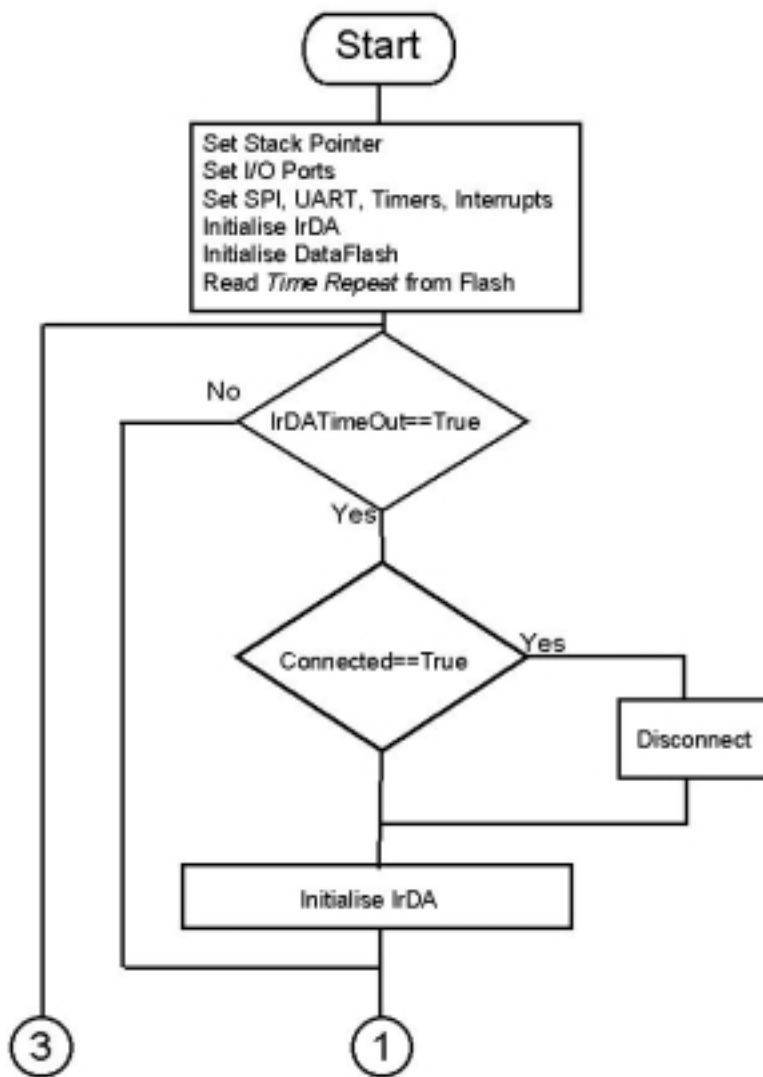 Start
Set Stack Pointer
Set I/O Ports
Set SPI, UART, Timers, Interrupts
Initialise IrDA
Initialise DataFlash
Read Time Repeat from Flash
No
IrDATimeOut==True
Yes
Connected==True
Yes
Disconnect
Initialise IrDA
3
1